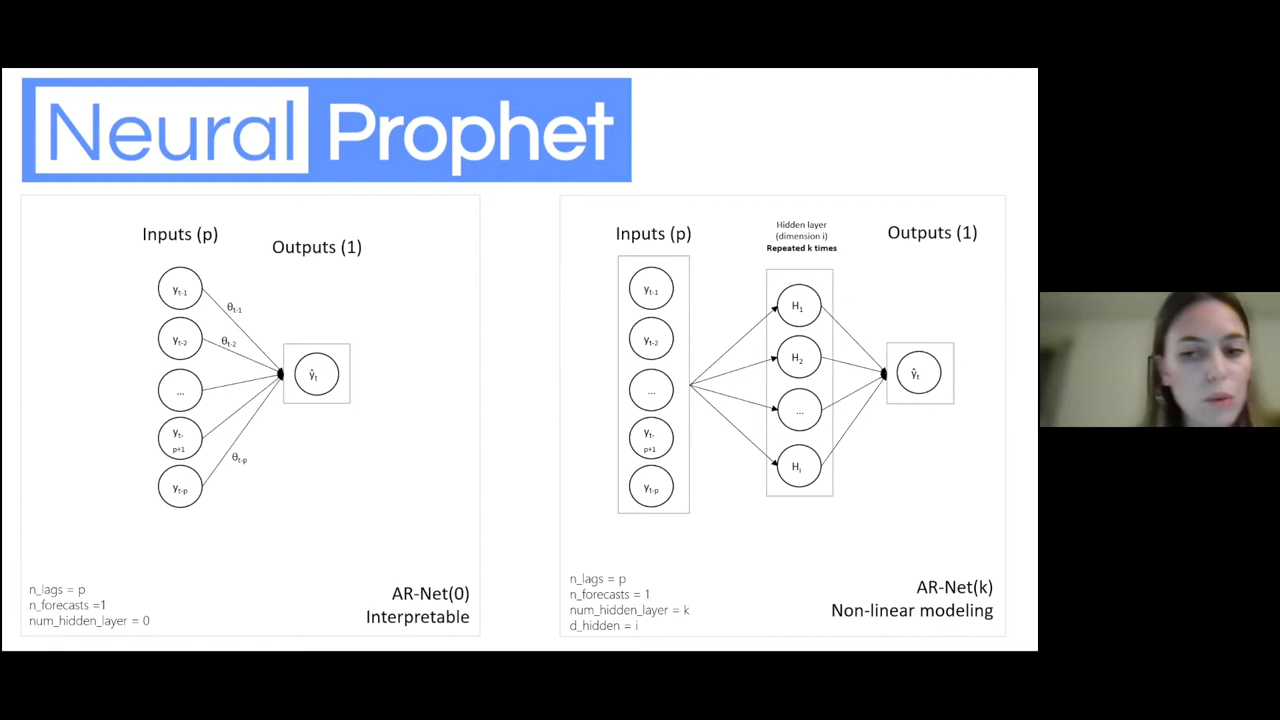 Neural Prophet
Inputs (p)
Outputs (1)
yt-1
yt-2
...
yt-
p+1
yt-p
θt-1
θt-2
θt-p
ŷt
n_lags = p
n_forecasts =1
num_hidden_layer = 0
AR-Net(0)
Interpretable
Inputs (p)
Hidden layer
(dimension i)
Repeated k times
Outputs (1)
yt-1
yt-2
...
yt-
p+1
yt-p
H1
H2
...
Hi
ŷt
n_lags = p
n_forecasts = 1
num_hidden_layer = k
d_hidden = i
AR-Net(k)
Non-linear modeling